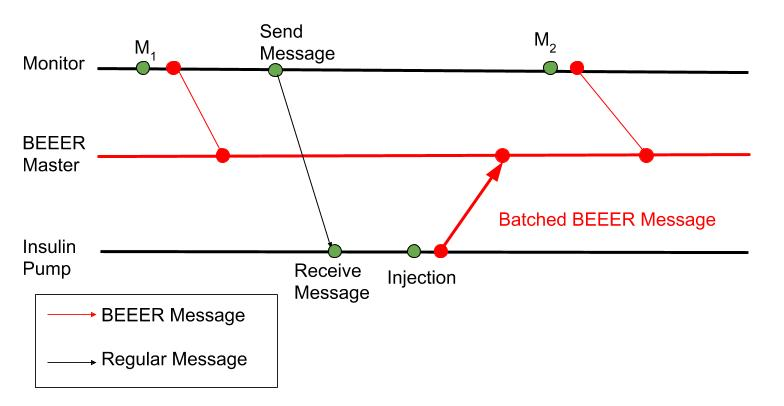 M1
Send
Message
M2
Monitor
BEEER
Master
Batched BEEER Message
Insulin
Pump
Receive
Message
Injection
BEEER Message
Regular Message